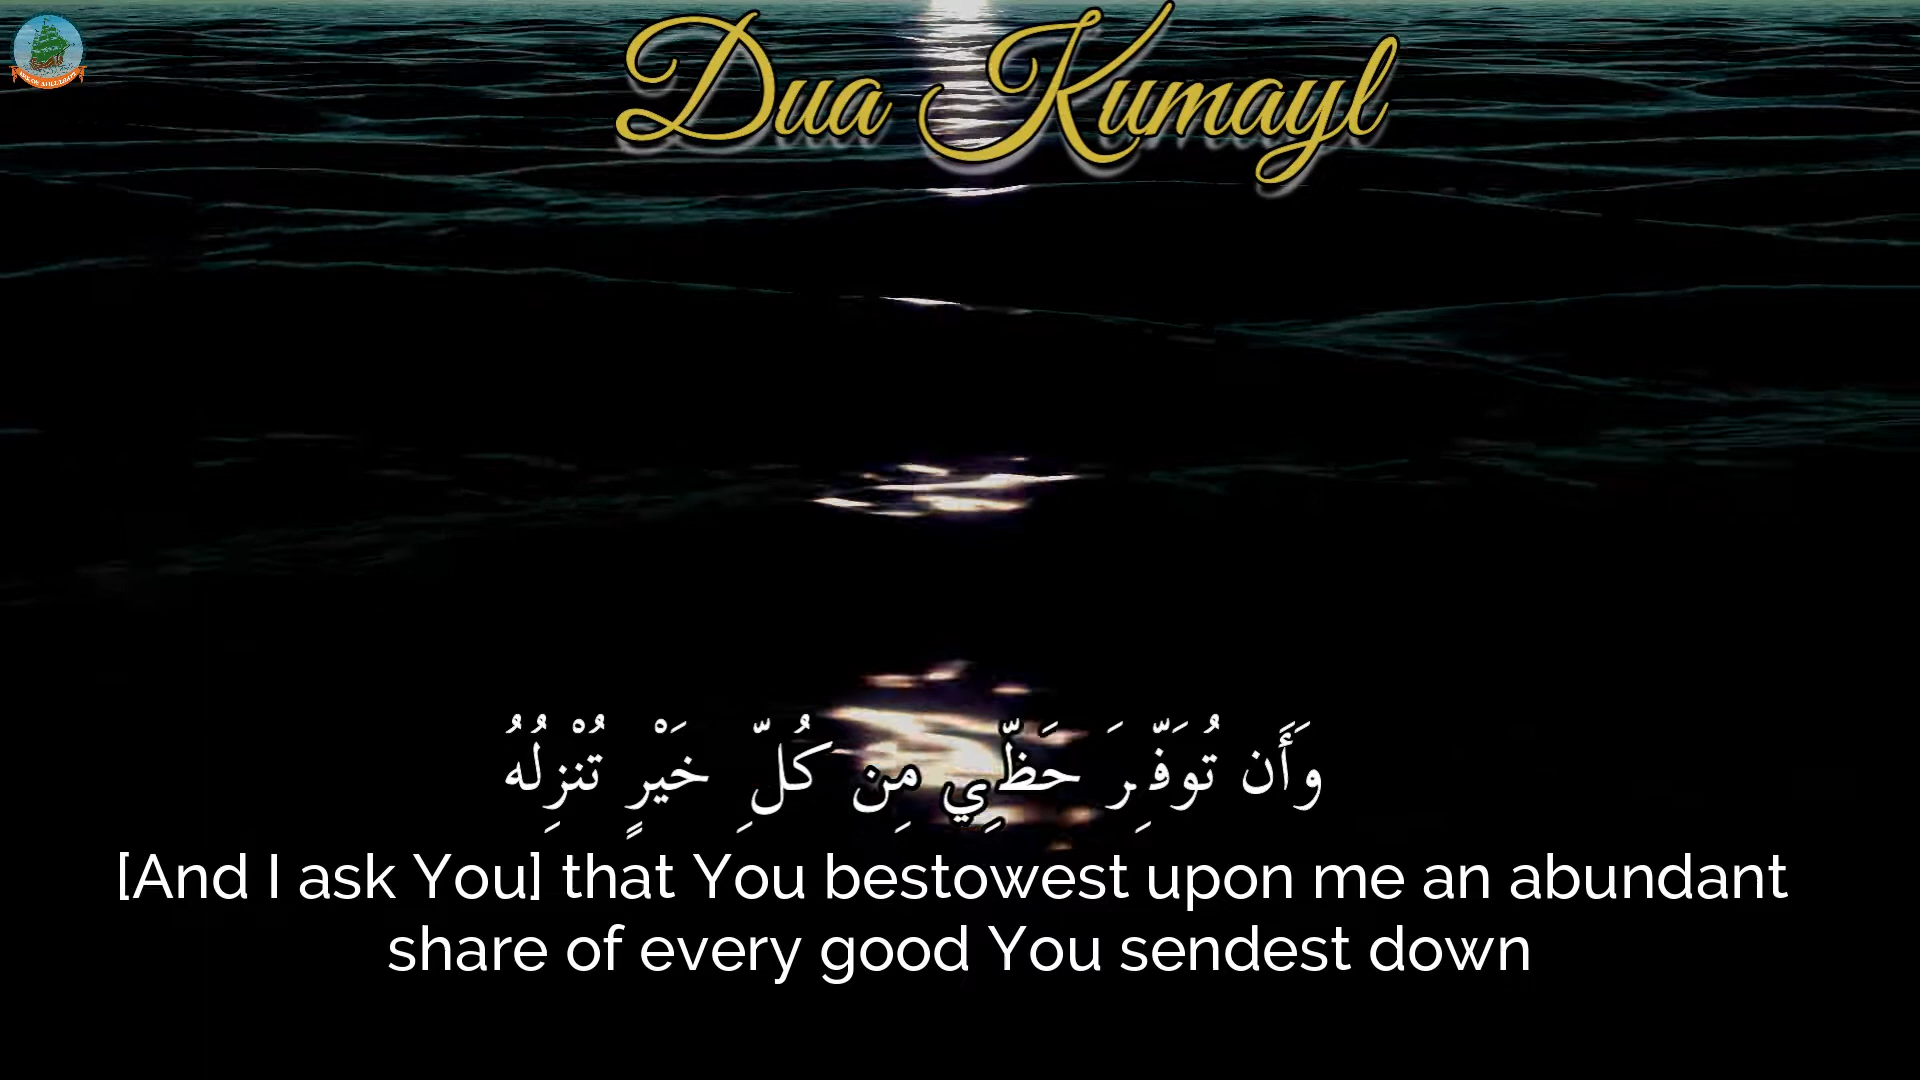 Dua Kumayl
وَأَن تُوَفِّرَ حَظِّي مِن كُلِّ خَيْرٍ تُنْزِلُهُ
[And I ask You] that You bestowest upon me an abundant
share of every good You sendest down